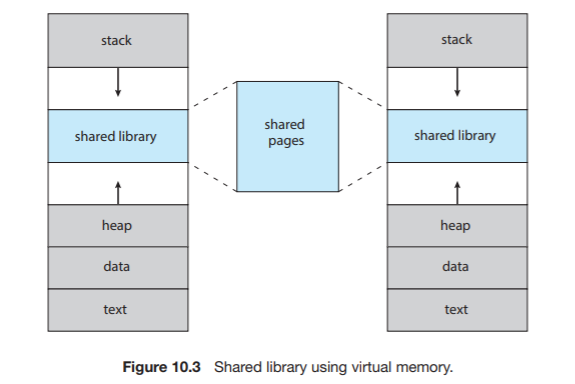 stack
shared library
heap
data
text
shared
pages
stack
shared library
heap
data
text
Figure 10.3 Shared library using virtual memory.